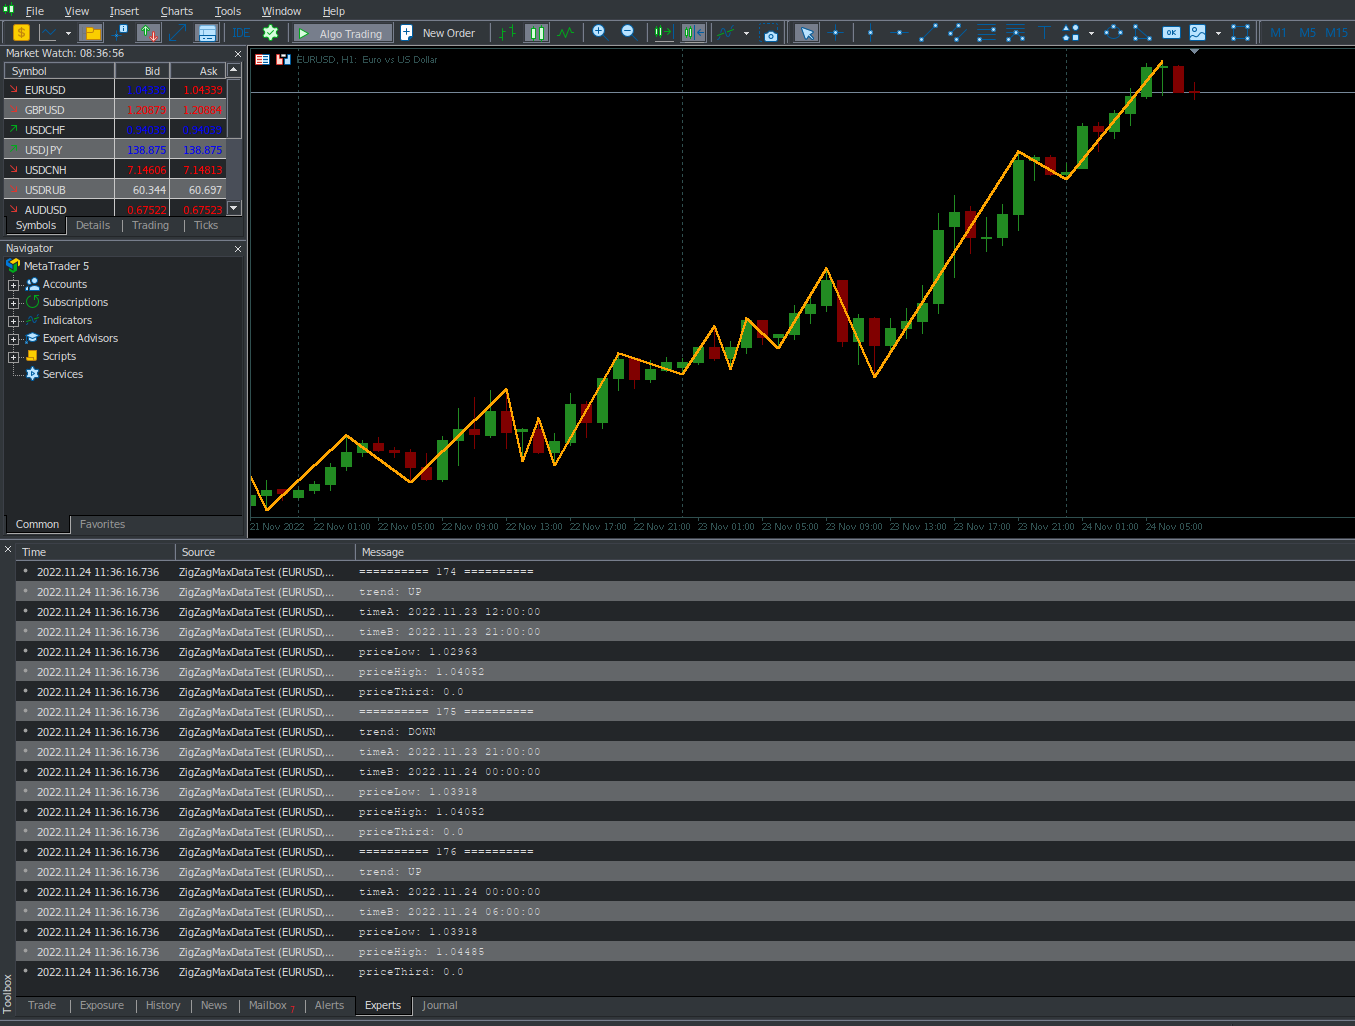 File View Insert Charts Tools Window Help
$ IDE Algo Trading New Order T OK M1 M5 M15
Market Watch: 08:36:56
Symbol Bid Ask
EURUSD 1.04339 1.04339
GBPUSD 1.20879 1.20884
USDCHF
USDJPY 138.875 138.875
USDCNH 7.14606 7.14813
USDRUB 60.344 60.697
AUDUSD 0.67522 0.67523
Symbols Details Trading Ticks
Navigator
MetaTrader 5
Accounts
Subscriptions
Indicators
Expert Advisors
Scripts
Services
Common Favorites
EURUSD, H1: Euro vs US Dollar
21 Nov 2022 22 Nov 01:00 22 Nov 05:00 22 Nov 09:00 22 Nov 13:00 22 Nov 17:00 22 Nov 21:00 23 Nov 01:00 23 Nov 05:00 23 Nov 09:00 23 Nov 13:00 23 Nov 17:00 23 Nov 21:00 24 Nov 01:00 24 Nov 05:00
Time Source Message
2022.11.24 11:36:16.736 ZigZagMaxDataTest (EURUSD,... ========== 174 ==========
2022.11.24 11:36:16.736 ZigZagMaxDataTest (EURUSD,... trend: UP
2022.11.24 11:36:16.736 ZigZagMaxDataTest (EURUSD,... timeA: 2022.11.23 12:00:00
2022.11.24 11:36:16.736 ZigZagMaxDataTest (EURUSD,... timeB: 2022.11.23 21:00:00
2022.11.24 11:36:16.736 ZigZagMaxDataTest (EURUSD,... priceLow: 1.02963
2022.11.24 11:36:16.736 ZigZagMaxDataTest (EURUSD,... priceHigh: 1.04052
2022.11.24 11:36:16.736 ZigZagMaxDataTest (EURUSD,... priceThird: 0.0
2022.11.24 11:36:16.736 ZigZagMaxDataTest (EURUSD,... ========== 175 ==========
2022.11.24 11:36:16.736 ZigZagMaxDataTest (EURUSD,... trend: DOWN
2022.11.24 11:36:16.736 ZigZagMaxDataTest (EURUSD,... timeA: 2022.11.23 21:00:00
2022.11.24 11:36:16.736 ZigZagMaxDataTest (EURUSD,... timeB: 2022.11.24 00:00:00
2022.11.24 11:36:16.736 ZigZagMaxDataTest (EURUSD,... priceLow: 1.03918
2022.11.24 11:36:16.736 ZigZagMaxDataTest (EURUSD,... priceHigh: 1.04052
2022.11.24 11:36:16.736 ZigZagMaxDataTest (EURUSD,... priceThird: 0.0
2022.11.24 11:36:16.736 ZigZagMaxDataTest (EURUSD,... ========== 176 ==========
2022.11.24 11:36:16.736 ZigZagMaxDataTest (EURUSD,... trend: UP
2022.11.24 11:36:16.736 ZigZagMaxDataTest (EURUSD,... timeA: 2022.11.24 00:00:00
2022.11.24 11:36:16.736 ZigZagMaxDataTest (EURUSD,... timeB: 2022.11.24 06:00:00
2022.11.24 11:36:16.736 ZigZagMaxDataTest (EURUSD,... priceLow: 1.03918
2022.11.24 11:36:16.736 ZigZagMaxDataTest (EURUSD,... priceHigh: 1.04485
2022.11.24 11:36:16.736 ZigZagMaxDataTest (EURUSD,... priceThird: 0.0
Toolbox
Trade Exposure History News Mailbox 7 Alerts Experts Journal